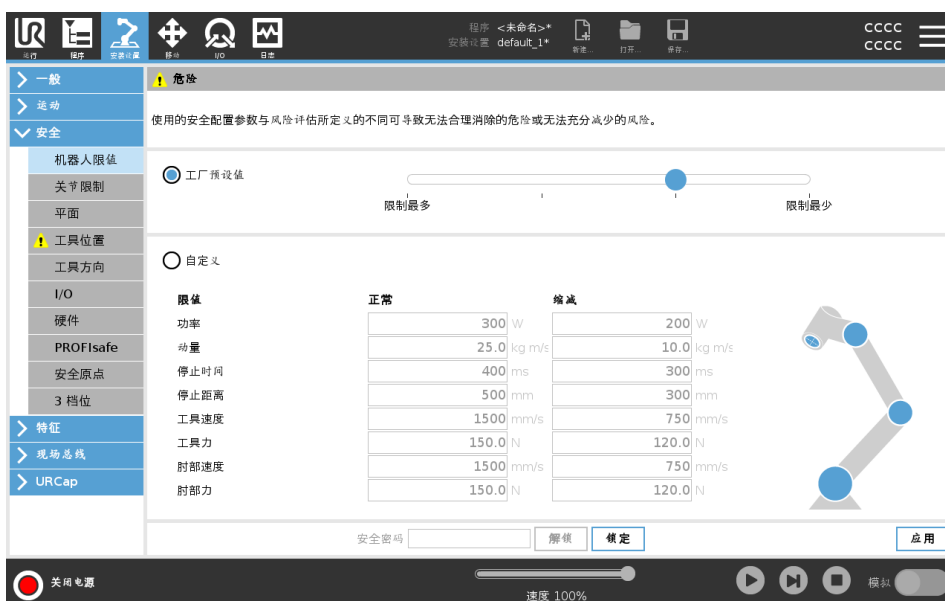 程序 <未命名>*
安装设置 default_1*
UR
运行 程序 安装设置 移动 I/O 日志
新建... 打开... 保存...
cccc
cccc
一般
运动
安全
机器人限值
关节限制
平面
工具位置
工具方向
I/O
硬件
PROFIsafe
安全原点
3 档位
特征
现场总线
URCap
危险
使用的安全配置参数与风险评估所定义的不同可导致无法合理消除的危险或无法充分减少的风险。
工厂预设值
限制最多 限制最少
自定义
限值 正常 缩减
功率 300 W 200 W
动量 25.0 kg m/s 10.0 kg m/s
停止时间 400 ms 300 ms
停止距离 500 mm 300 mm
工具速度 1500 mm/s 750 mm/s
工具力 150.0 N 120.0 N
肘部速度 1500 mm/s 750 mm/s
肘部力 150.0 N 120.0 N
安全密码 解锁 锁定 应用
关闭电源
速度 100%
模拟